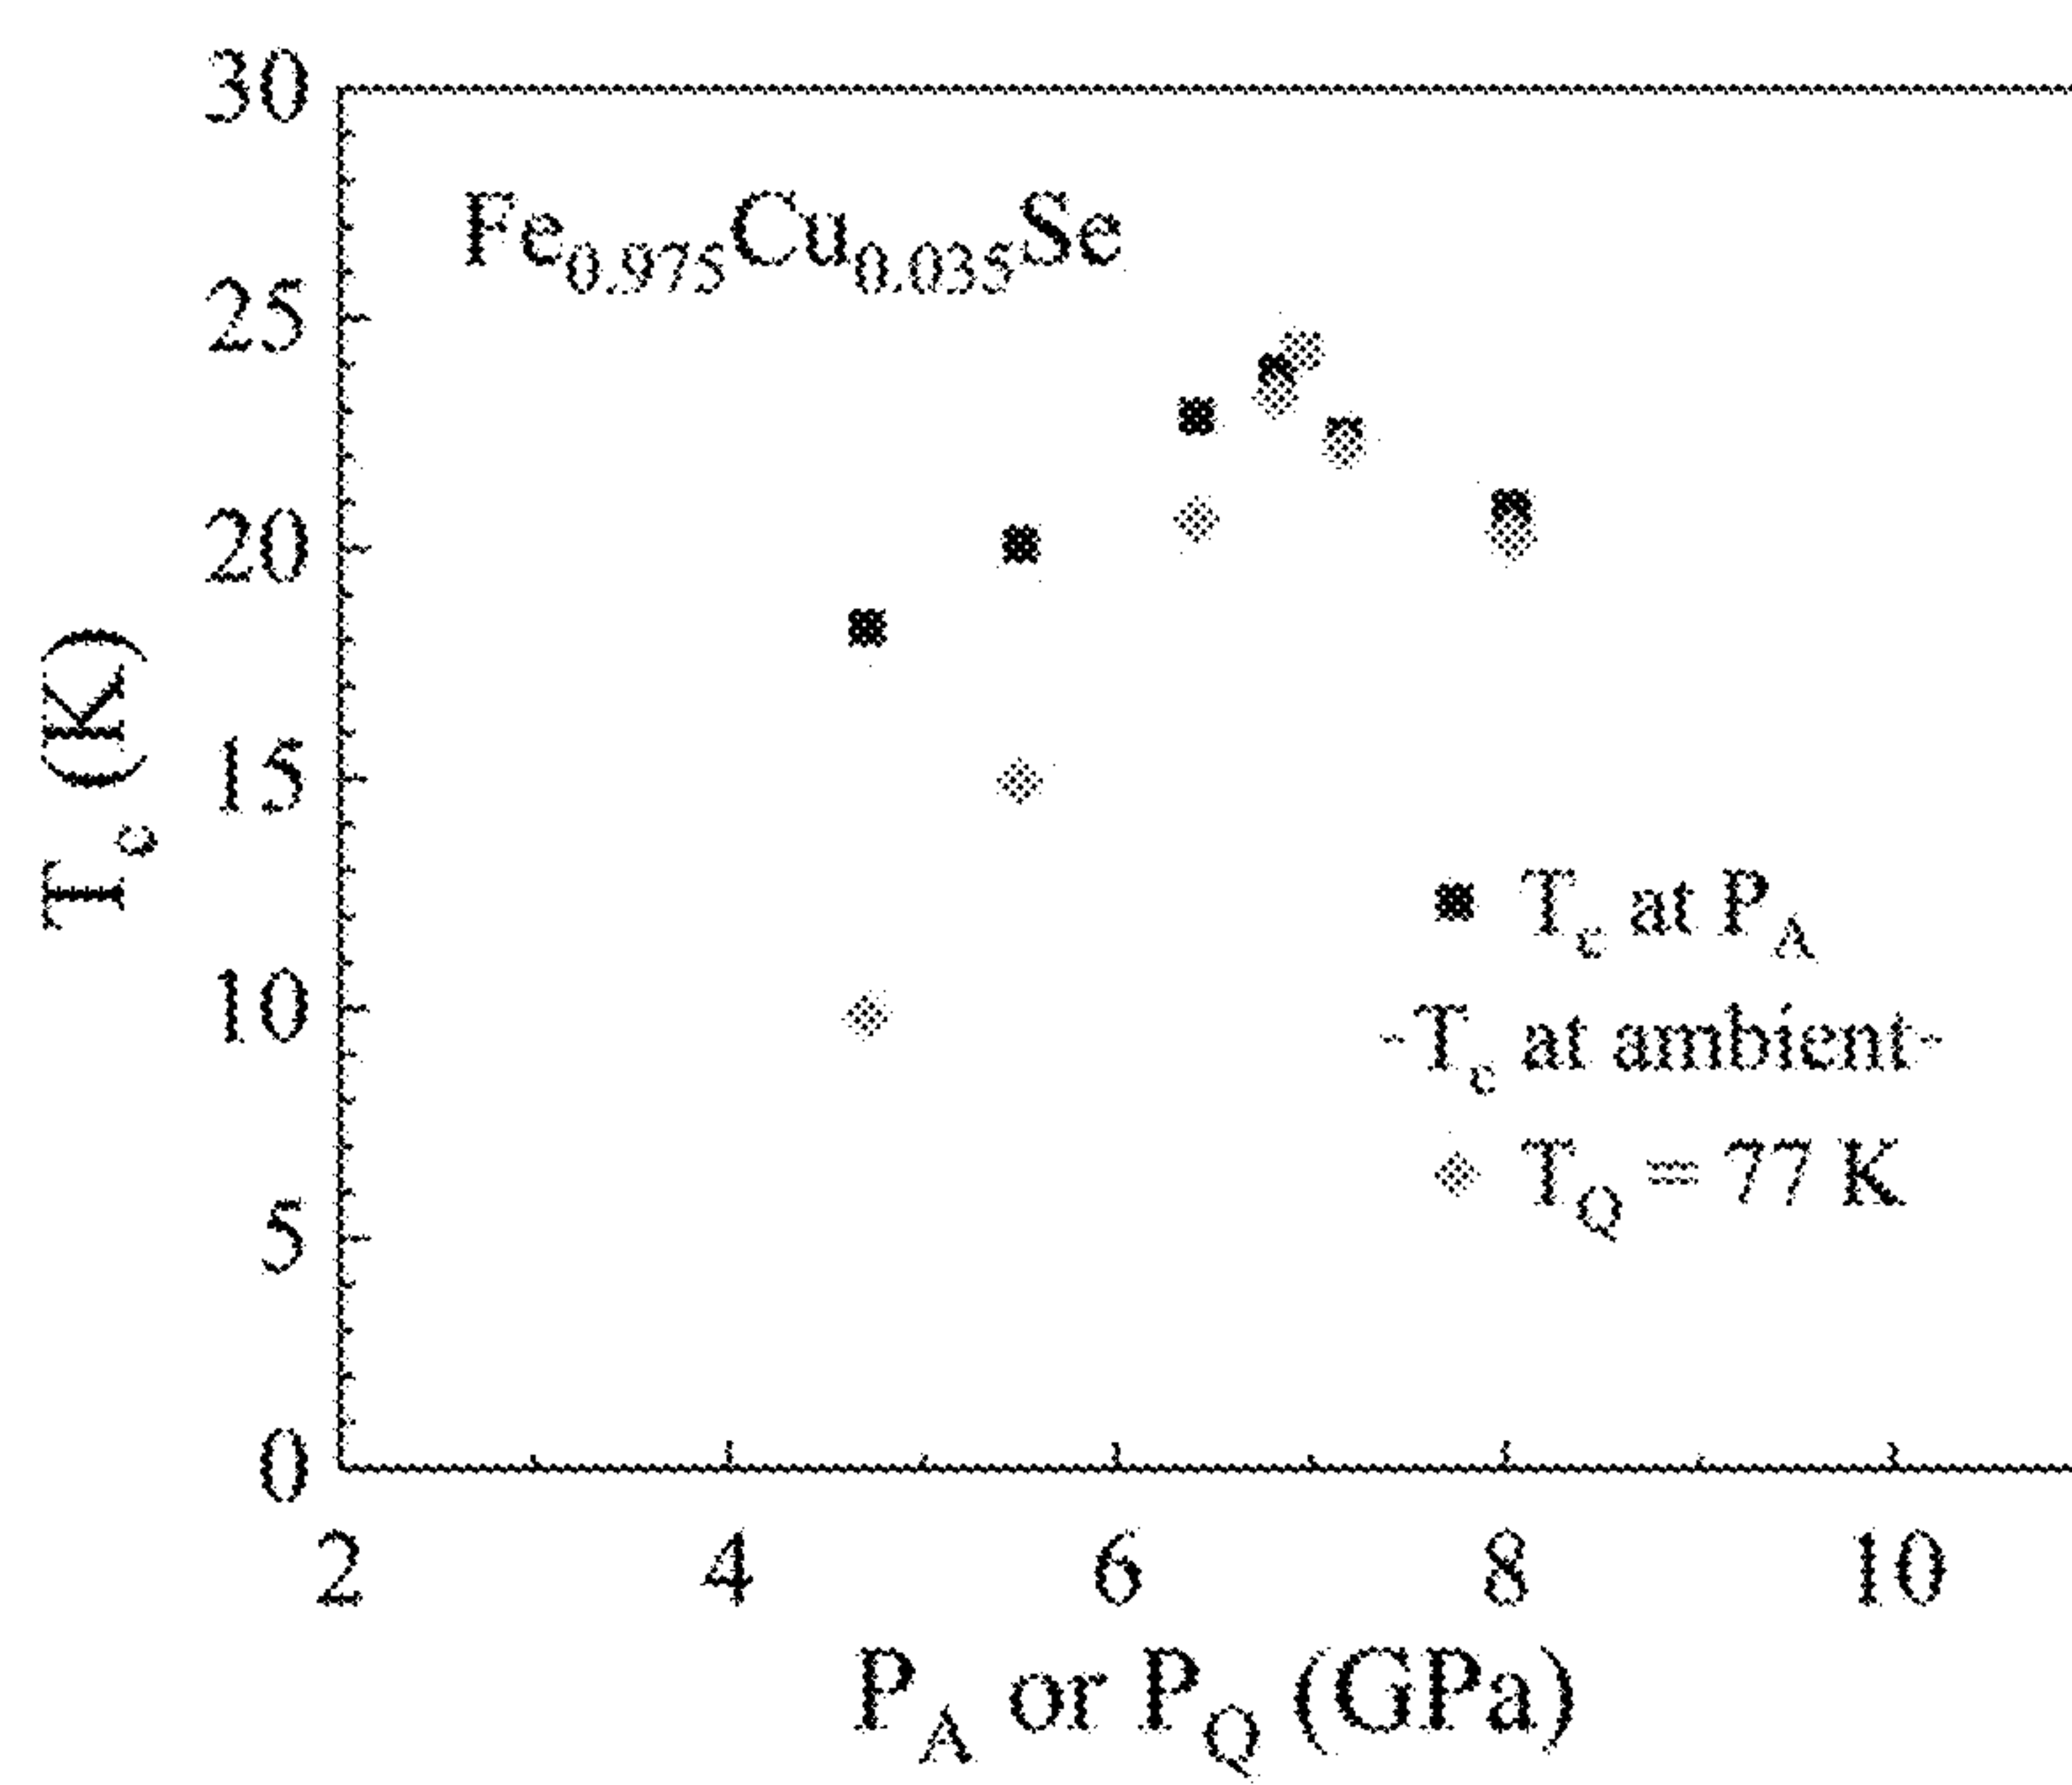 30
Fe0.975Cu0.035Se
25
20
15
10
5
0
Tc (K)
Tc at PA
-Tc at ambient-
TQ = 77 K
2 4 6 8 10
PA or PQ (GPa)